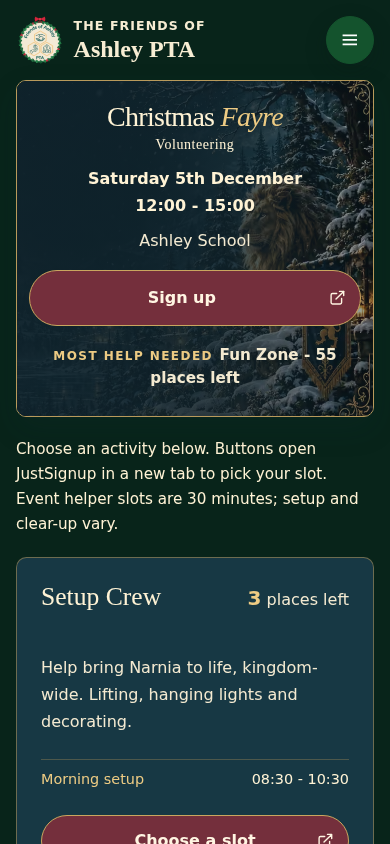 THE FRIENDS OF
Ashley PTA
Christmas Fayre
Volunteering
Saturday 5th December
12:00 - 15:00
Ashley School
Sign up
MOST HELP NEEDED Fun Zone - 55
places left
Choose an activity below. Buttons open
JustSignup in a new tab to pick your slot.
Event helper slots are 30 minutes; setup and
clear-up vary.
Setup Crew
3 places left
Help bring Narnia to life, kingdom-
wide. Lifting, hanging lights and
decorating.
Morning setup
08:30 - 10:30
Choose a slot